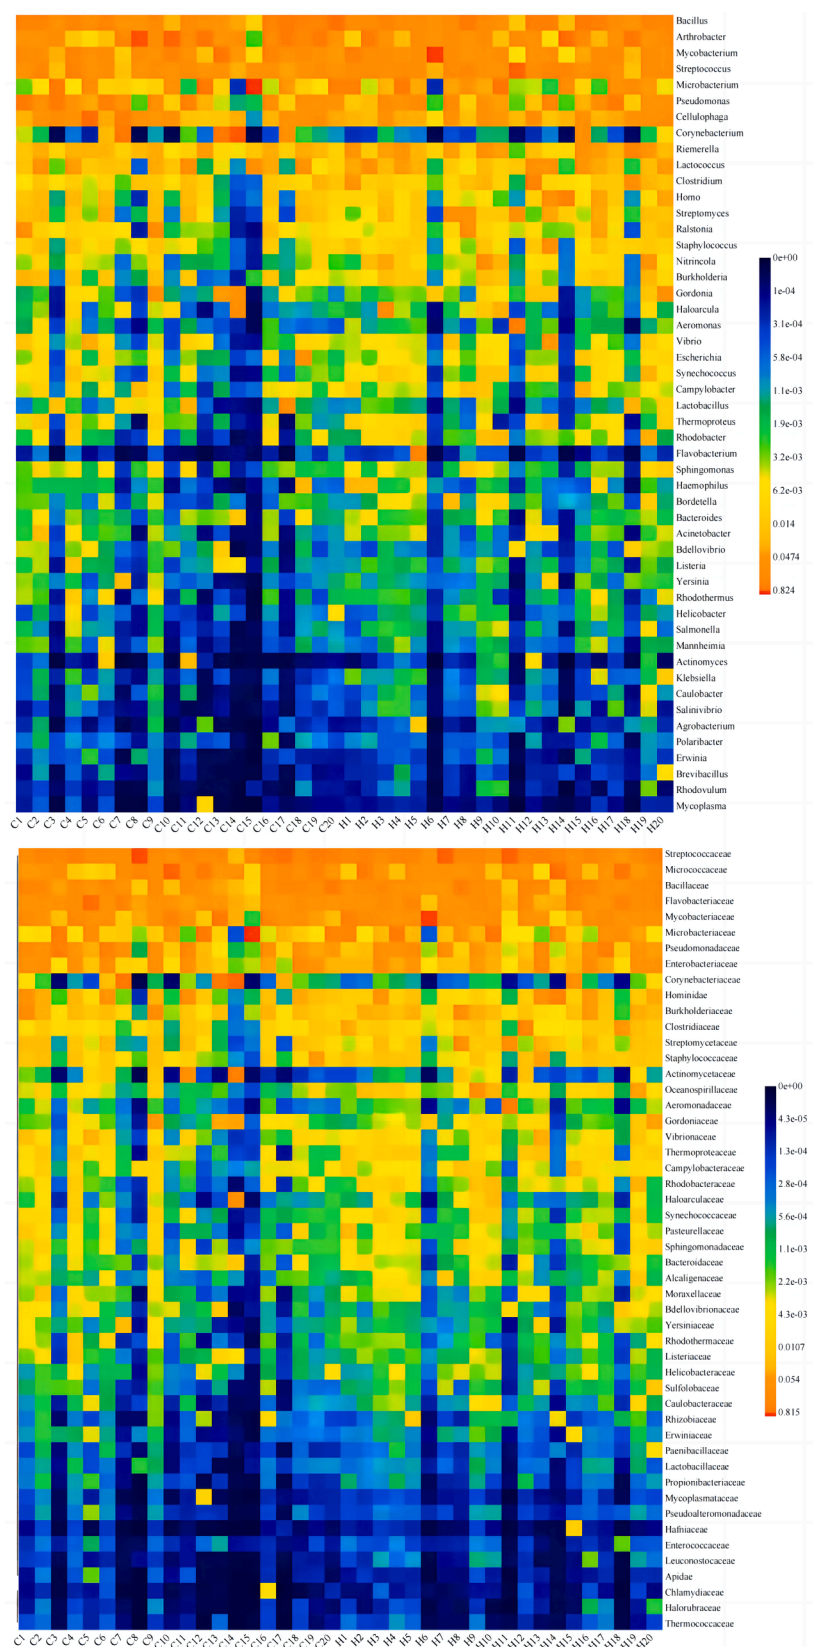 Bacillus
Arthrobacter
Mycobacterium
Streptococcus
Microbacterium
Pseudomonas
Cellulophaga
Corynebacterium
Riemerella
Lactococcus
Clostridium
Homo
Streptomyces
Ralstonia
Staphylococcus
Nitrincola
Burkholderia
Gordonia
Haloarcula
Aeromonas
Vibrio
Escherichia
Synechococcus
Campylobacter
Lactobacillus
Thermoproteus
Rhodobacter
Flavobacterium
Sphingomonas
Haemophilus
Bordetella
Bacteroides
Acinetobacter
Bdellovibrio
Listeria
Yersinia
Rhodothermus
Helicobacter
Salmonella
Mannheimia
Actinomyces
Klebsiella
Caulobacter
Salinivibrio
Agrobacterium
Polaribacter
Erwinia
Brevibacillus
Rhodovulum
Mycoplasma
0e+00
1e-04
3.1e-04
5.8e-04
1.1e-03
1.9e-03
3.2e-03
6.2e-03
0.014
0.0474
0.824
C1 C2 C3 C4 C5 C6 C7 C8 C9 C10 C11 C12 C13 C14 C15 C16 C17 C18 C19 C20 H1 H2 H3 H4 H5 H6 H7 H8 H9 H10 H11 H12 H13 H14 H15 H16 H17 H18 H19 H20
Streptococcaceae
Micrococcaceae
Bacillaceae
Flavobacteriaceae
Mycobacteriaceae
Microbacteriaceae
Pseudomonadaceae
Enterobacteriaceae
Corynebacteriaceae
Hominidae
Burkholderiaceae
Clostridiaceae
Streptomycetaceae
Staphylococcaceae
Actinomycetaceae
Oceanospirillaceae
Aeromonadaceae
Gordoniaceae
Vibrionaceae
Thermoproteaceae
Campylobacteraceae
Rhodobacteraceae
Haloarculaceae
Synechococcaceae
Pasteurellaceae
Sphingomonadaceae
Bacteroidaceae
Alcaligenaceae
Moraxellaceae
Bdellovibrionaceae
Yersiniaceae
Rhodothermaceae
Listeriaceae
Helicobacteraceae
Sulfolobaceae
Caulobacteraceae
Rhizobiaceae
Erwiniaceae
Paenibacillaceae
Lactobacillaceae
Propionibacteriaceae
Mycoplasmataceae
Pseudoalteromonadaceae
Hafniaceae
Enterococcaceae
Leuconostocaceae
Apidae
Chlamydiaceae
Halorubraceae
Thermococcaceae
0e+00
4.3e-05
1.3e-04
2.8e-04
5.6e-04
1.1e-03
2.2e-03
4.3e-03
0.0107
0.054
0.815
C1 C2 C3 C4 C5 C6 C7 C8 C9 C10 C11 C12 C13 C14 C15 C16 C17 C18 C19 C20 H1 H2 H3 H4 H5 H6 H7 H8 H9 H10 H11 H12 H13 H14 H15 H16 H17 H18 H19 H20